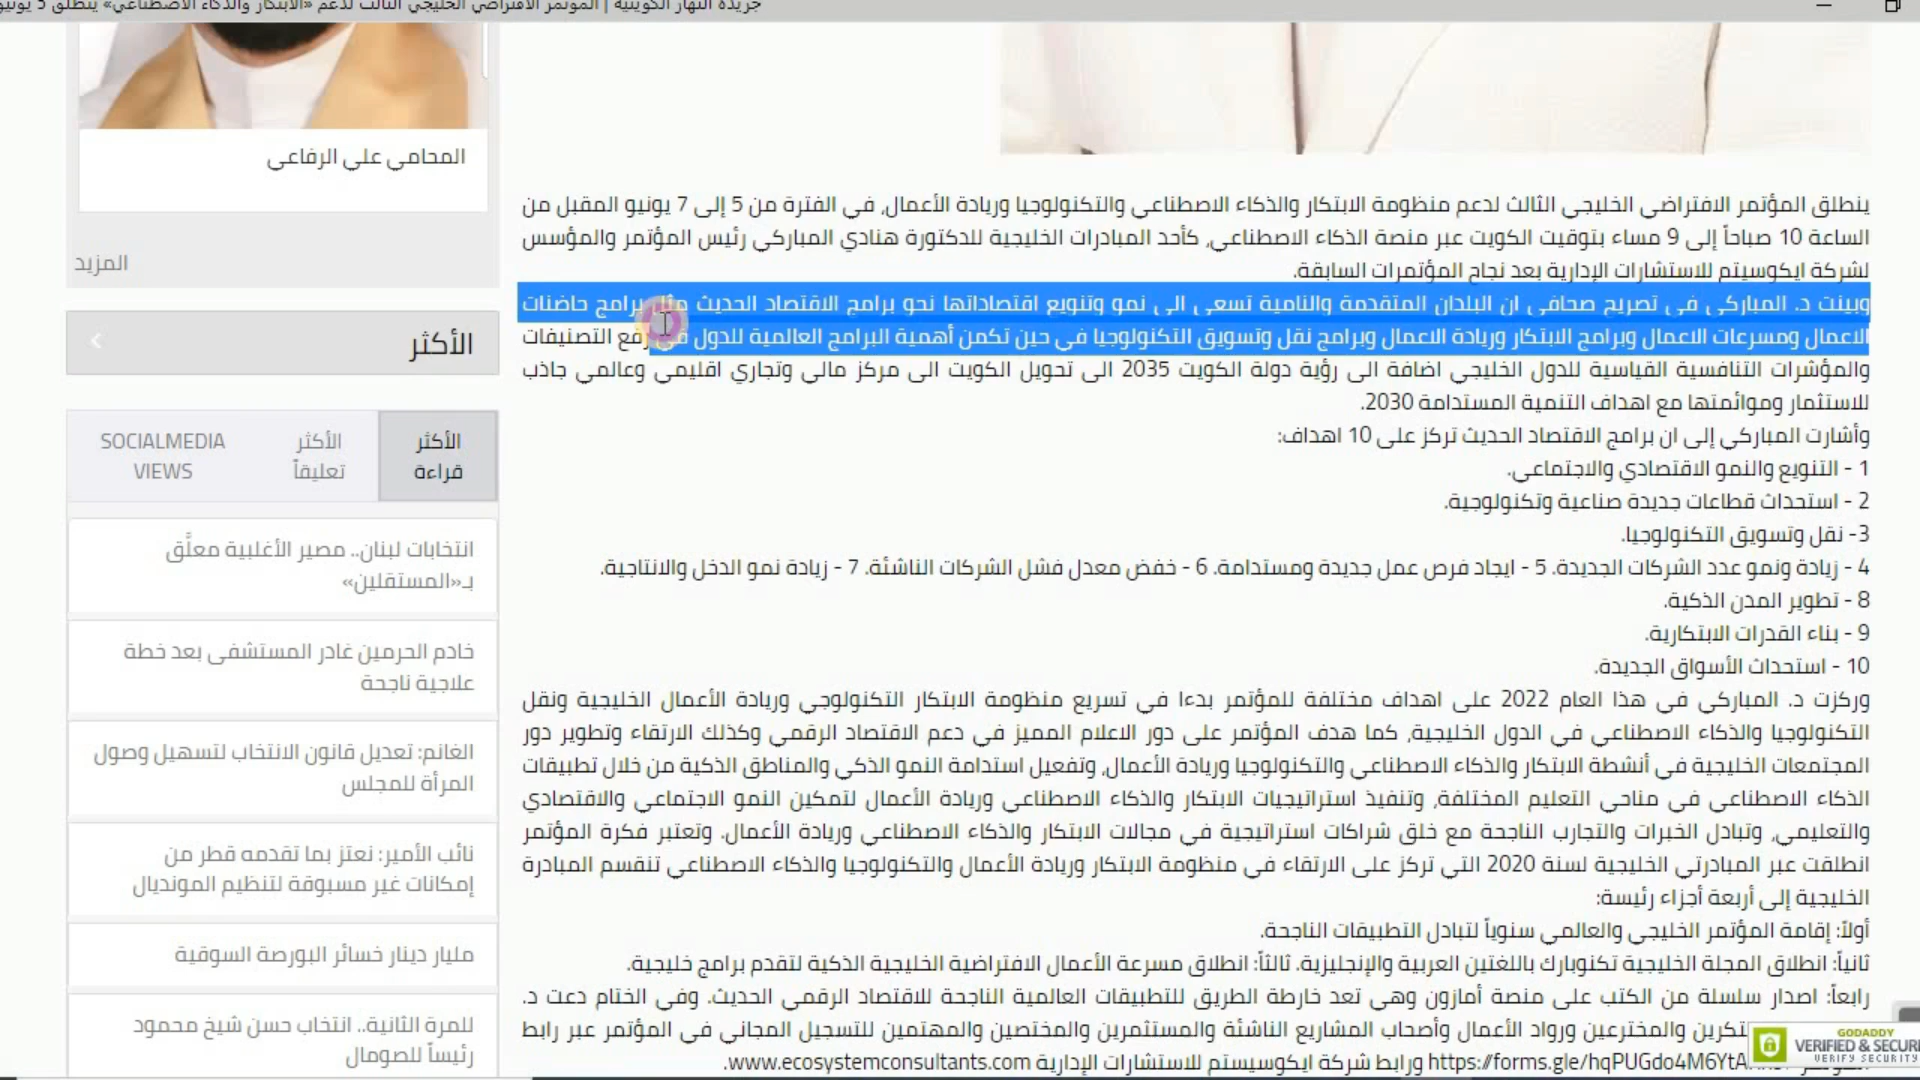 جريدة النهار الكويتية | المؤتمر الافتراضي الخليجي الثالث لدعم «الابتكار والذكاء الاصطناعي» ينطلق 5 يونيو
ينطلق المؤتمر الافتراضي الخليجي الثالث لدعم منظومة الابتكار والذكاء الاصطناعي والتكنولوجيا وريادة الأعمال، في الفترة من 5 إلى 7 يونيو المقبل من
الساعة 10 صباحاً إلى 9 مساء بتوقيت الكويت عبر منصة الذكاء الاصطناعي، كأحد المبادرات الخليجية للدكتورة هنادي المباركي رئيس المؤتمر والمؤسس
لشركة ايكوسيتم للاستشارات الإدارية بعد نجاح المؤتمرات السابقة.
وبينت د. المباركي في تصريح صحافي ان البلدان المتقدمة والنامية تسعى الى نمو وتنويع اقتصاداتها نحو برامج الاقتصاد الحديث مثل برامج حاضنات
الاعمال ومسرعات الاعمال وبرامج الابتكار وريادة الاعمال وبرامج نقل وتسويق التكنولوجيا في حين تكمن أهمية البرامج العالمية للدول في رفع التصنيفات
والمؤشرات التنافسية القياسية للدول الخليجي اضافة الى رؤية دولة الكويت 2035 الى تحويل الكويت الى مركز مالي وتجاري اقليمي وعالمي جاذب
للاستثمار وموائمتها مع اهداف التنمية المستدامة 2030.
وأشارت المباركي إلى ان برامج الاقتصاد الحديث تركز على 10 اهداف:
1 - التنويع والنمو الاقتصادي والاجتماعي.
2 - استحداث قطاعات جديدة صناعية وتكنولوجية.
3- نقل وتسويق التكنولوجيا.
4 - زيادة ونمو عدد الشركات الجديدة. 5 - ايجاد فرص عمل جديدة ومستدامة. 6 - خفض معدل فشل الشركات الناشئة. 7 - زيادة نمو الدخل والانتاجية.
8 - تطوير المدن الذكية.
9 - بناء القدرات الابتكارية.
10 - استحداث الأسواق الجديدة.
وركزت د. المباركي في هذا العام 2022 على اهداف مختلفة للمؤتمر بدءا في تسريع منظومة الابتكار التكنولوجي وريادة الأعمال الخليجية ونقل
التكنولوجيا والذكاء الاصطناعي في الدول الخليجية، كما هدف المؤتمر على دور الاعلام المميز في دعم الاقتصاد الرقمي وكذلك الارتقاء وتطوير دور
المجتمعات الخليجية في أنشطة الابتكار والذكاء الاصطناعي والتكنولوجيا وريادة الأعمال، وتفعيل استدامة النمو الذكي والمناطق الذكية من خلال تطبيقات
الذكاء الاصطناعي في مناحي التعليم المختلفة، وتنفيذ استراتيجيات الابتكار والذكاء الاصطناعي وريادة الأعمال لتمكين النمو الاجتماعي والاقتصادي
والتعليمي، وتبادل الخبرات والتجارب الناجحة مع خلق شراكات استراتيجية في مجالات الابتكار والذكاء الاصطناعي وريادة الأعمال. وتعتبر فكرة المؤتمر
انطلقت عبر المبادرتي الخليجية لسنة 2020 التي تركز على الارتقاء في منظومة الابتكار وريادة الأعمال والتكنولوجيا والذكاء الاصطناعي تنقسم المبادرة
الخليجية إلى أربعة أجزاء رئيسة:
أولاً: إقامة المؤتمر الخليجي والعالمي سنوياً لتبادل التطبيقات الناجحة.
ثانياً: انطلاق المجلة الخليجية تكنوبارك باللغتين العربية والإنجليزية. ثالثاً: انطلاق مسرعة الأعمال الافتراضية الخليجية الذكية لتقدم برامج خليجية.
رابعاً: اصدار سلسلة من الكتب على منصة أمازون وهي تعد خارطة الطريق للتطبيقات العالمية الناجحة للاقتصاد الرقمي الحديث. وفي الختام دعت د.
والمخترعين ورواد الأعمال وأصحاب المشاريع الناشئة والمستثمرين والمختصين والمهتمين للتسجيل المجاني في المؤتمر عبر رابط
ورابط شركة ايكوسيستم للاستشارات الإدارية www.ecosystemconsultants.com.
GODADDY
VERIFIED & SECUR
VERIFY SECURITY
المحامي علي الرفاعي
المزيد
الأكثر
الأكثر قراءة
الأكثر تعليقاً
SOCIALMEDIA VIEWS
انتخابات لبنان.. مصير الأغلبية معلَّق
بـ«المستقلين»
خادم الحرمين غادر المستشفى بعد خطة
علاجية ناجحة
الغانم: تعديل قانون الانتخاب لتسهيل وصول
المرأة للمجلس
نائب الأمير: نعتز بما تقدمه قطر من
إمكانات غير مسبوقة لتنظيم المونديال
مليار دينار خسائر البورصة السوقية
للمرة الثانية.. انتخاب حسن شيخ محمود
رئيساً للصومال